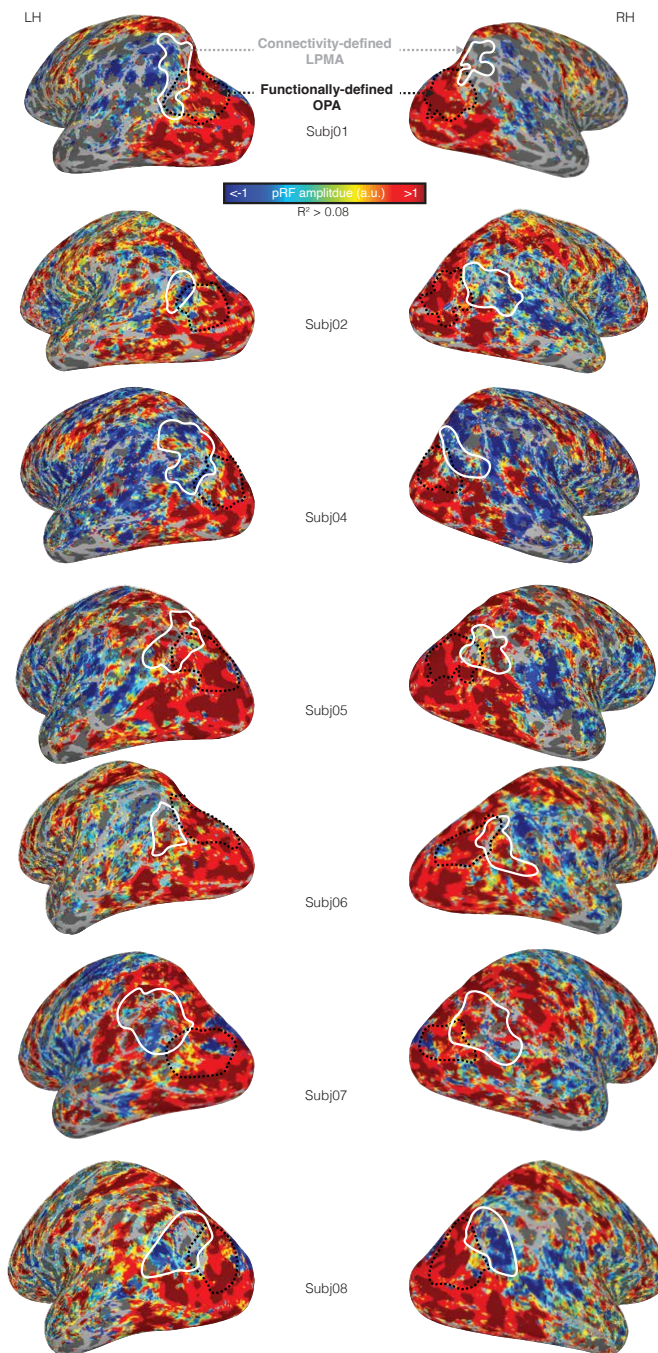 LH
RH
Connectivity-defined
LPMA
Functionally-defined
OPA
Subj01
<-1 pRF amplitdue (a.u.) >1
R² > 0.08
Subj02
Subj04
Subj05
Subj06
Subj07
Subj08